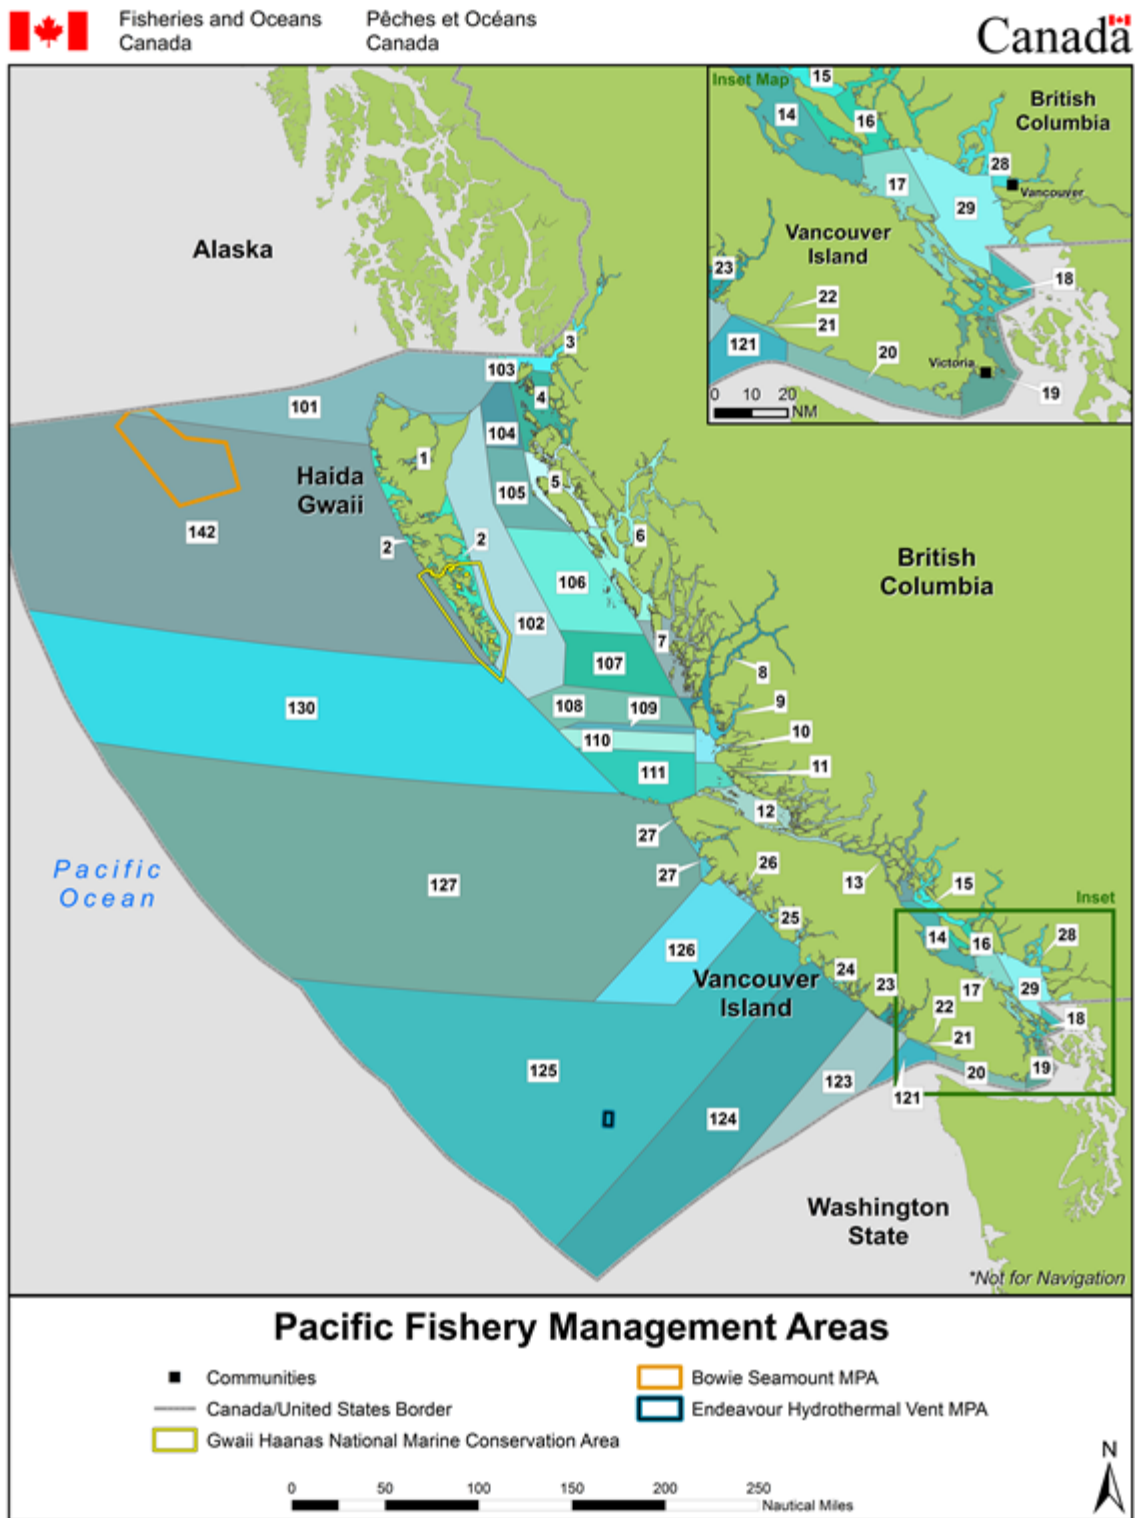 Fisheries and Oceans
Canada
Pêches et Océans
Canada
Canada
Inset Map
15
British
Columbia
14
16
28
Vancouver
17
29
Vancouver
Island
23
18
22
21
121
20
Victoria
19
0 10 20
NM
Alaska
3
103
101
4
104
1
Haida
Gwaii
105
5
142
2
2
6
British
Columbia
106
102
7
107
8
130
108
109
9
110
10
111
11
12
27
Pacific
Ocean
127
27
26
13
15
Inset
25
126
14
16
28
Vancouver
Island
24
23
17
29
22
18
21
125
123
20
19
121
124
Washington
State
*Not for Navigation
Pacific Fishery Management Areas
Communities
Canada/United States Border
Gwaii Haanas National Marine Conservation Area
Bowie Seamount MPA
Endeavour Hydrothermal Vent MPA
N
0 50 100 150 200 250
Nautical Miles